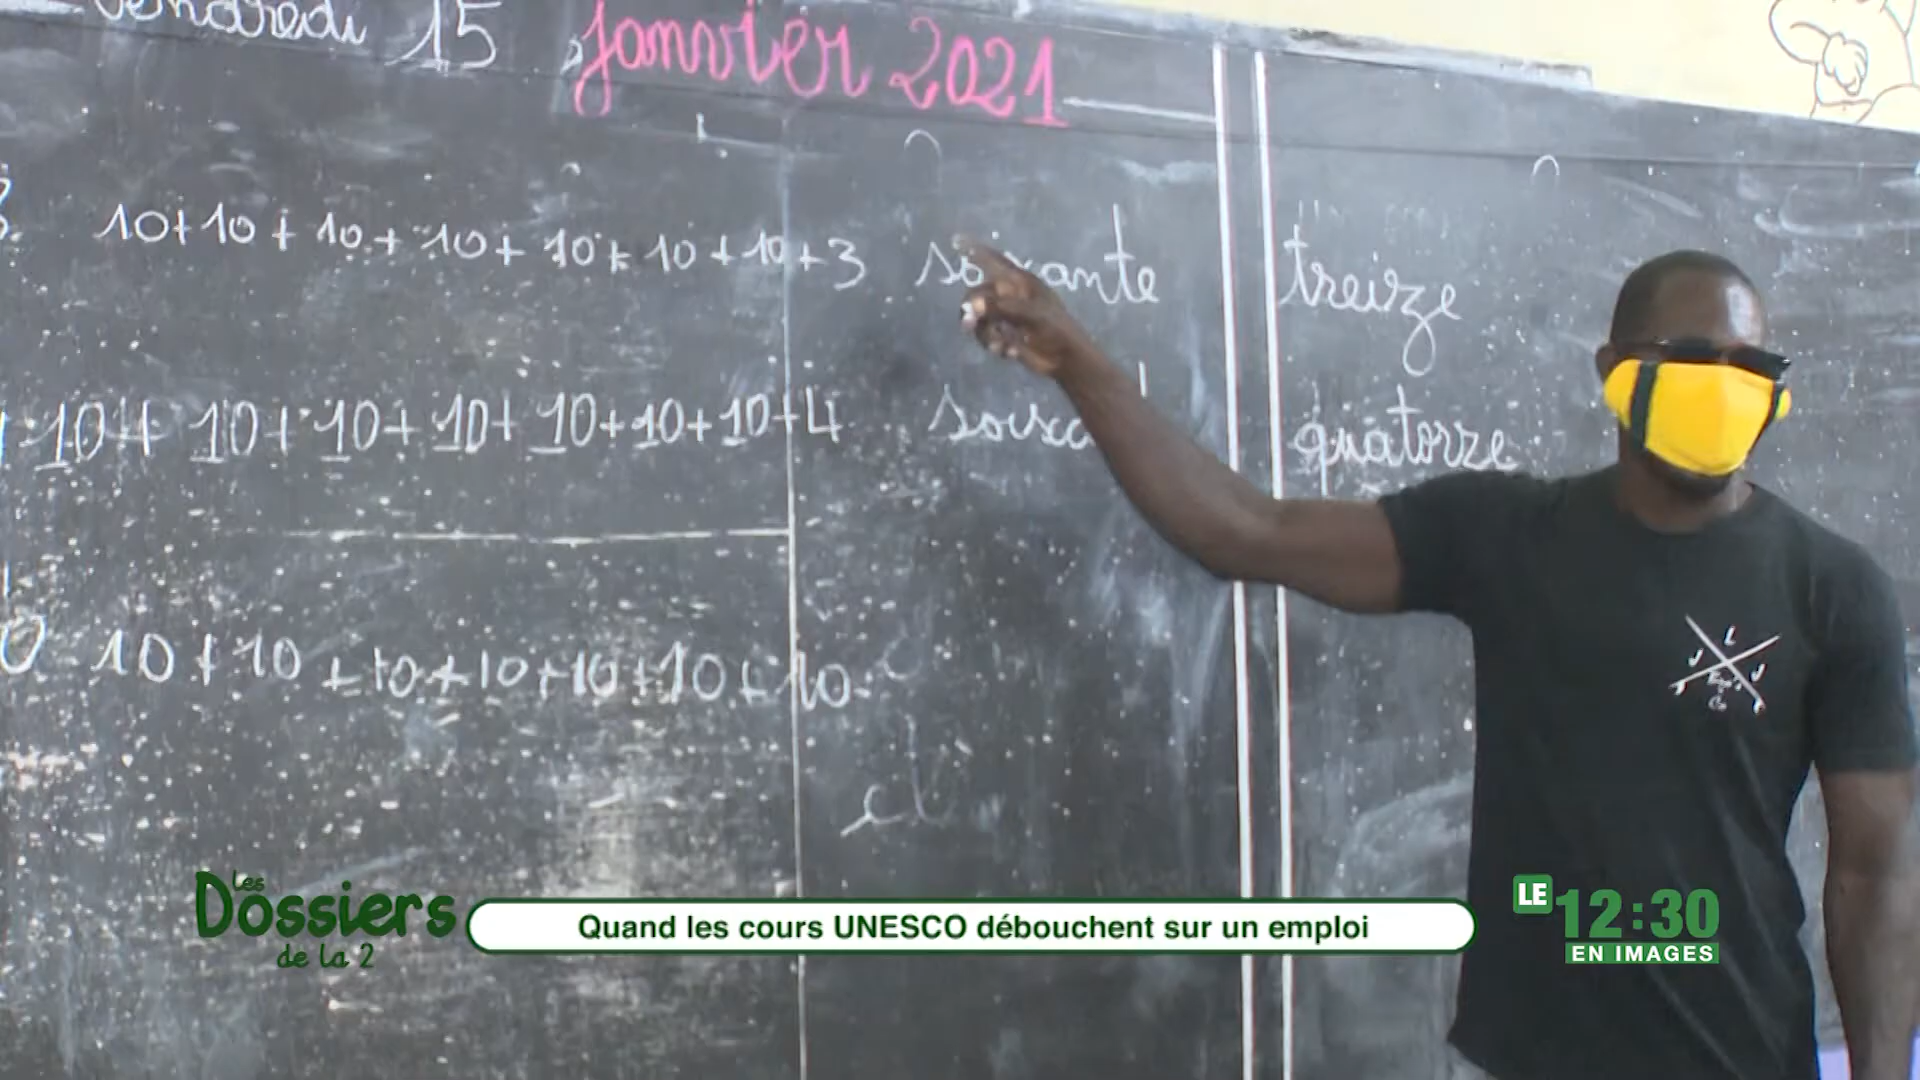 Vendredi 15 janvier 2021
10+10+10+10+10+10+10+3 soixante treize
10+10+10+10+10+10+10+4 quatorze
10+10+10+10+10+10+10
Les Dossiers de la 2
Quand les cours UNESCO débouchent sur un emploi
LE 12:30
EN IMAGES